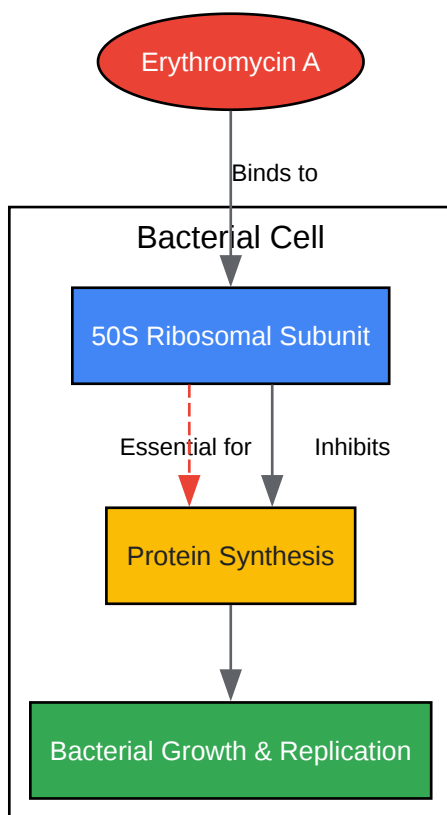 Erythromycin A
Binds to
Bacterial Cell
50S Ribosomal Subunit
Essential for
Inhibits
Protein Synthesis
Bacterial Growth & Replication